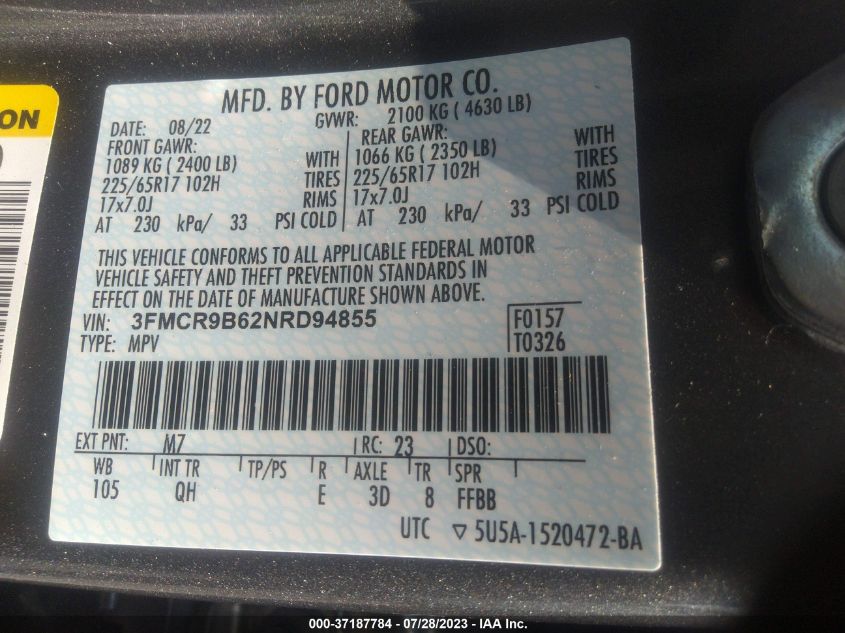 ON
MFD. BY FORD MOTOR CO.
DATE: 08/22 GVWR: 2100 KG ( 4630 LB)
FRONT GAWR: REAR GAWR:
1089 KG ( 2400 LB) WITH 1066 KG ( 2350 LB) WITH
225/65R17 102H TIRES 225/65R17 102H TIRES
17x7.0J RIMS 17x7.0J RIMS
AT 230 kPa/ 33 PSI COLD AT 230 kPa/ 33 PSI COLD
THIS VEHICLE CONFORMS TO ALL APPLICABLE FEDERAL MOTOR
VEHICLE SAFETY AND THEFT PREVENTION STANDARDS IN
EFFECT ON THE DATE OF MANUFACTURE SHOWN ABOVE.
VIN: 3FMCR9B62NRD94855 F0157
TYPE: MPV T0326
EXT PNT: M7 RC: 23 DSO:
WB INT TR TP/PS R AXLE TR SPR
105 QH E 3D 8 FFBB
UTC ▽ 5U5A-1520472-BA
000-37187784 - 07/28/2023 - IAA Inc.